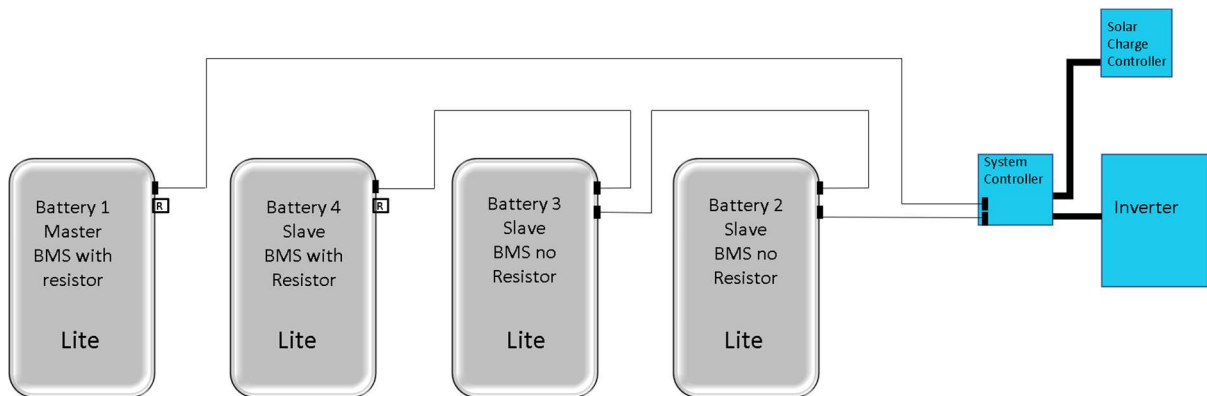 Solar
Charge
Controller
Battery 1
Master
BMS with
resistor
R
Lite
Battery 4
Slave
BMS with
Resistor
R
Lite
Battery 3
Slave
BMS no
Resistor
Lite
Battery 2
Slave
BMS no
Resistor
Lite
System
Controller
Inverter